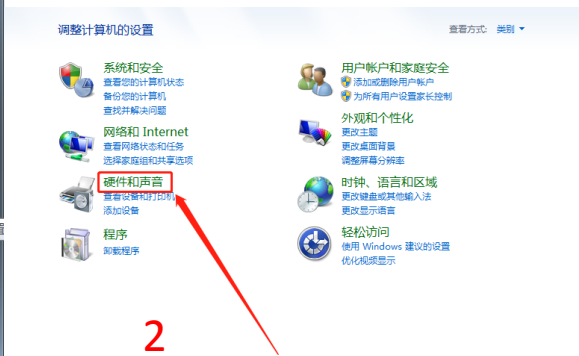 调整计算机的设置
查看方式: 类别
系统和安全
查看您的计算机状态
备份您的计算机
查找并解决问题
网络和 Internet
查看网络状态和任务
选择家庭组和共享选项
硬件和声音
查看设备和打印机
添加设备
程序
卸载程序
用户帐户和家庭安全
添加或删除用户帐户
为所有用户设置家长控制
外观和个性化
更改主题
更改桌面背景
调整屏幕分辨率
时钟、语言和区域
更改键盘或其他输入法
更改显示语言
轻松访问
使用 Windows 建议的设置
优化视频显示
2